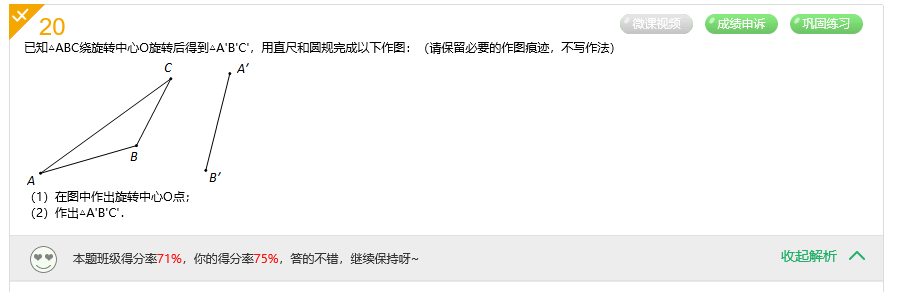 20
微课视频 成绩申诉 巩固练习
已知△ABC绕旋转中心O旋转后得到△A'B'C'，用直尺和圆规完成以下作图：（请保留必要的作图痕迹，不写作法）
C A′
B
A B′
（1）在图中作出旋转中心O点；
（2）作出△A'B'C'．
本题班级得分率71%，你的得分率75%，答的不错，继续保持呀~ 收起解析